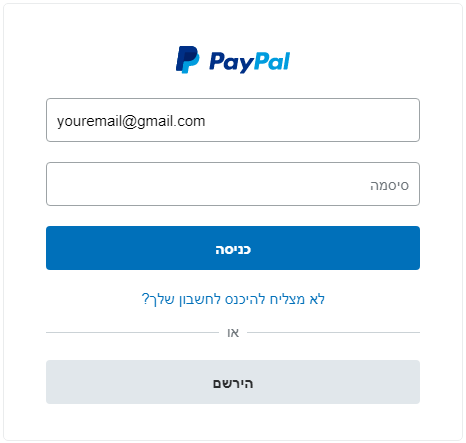 PayPal
youremail@gmail.com
סיסמה
כניסה
לא מצליח להיכנס לחשבון שלך?
או
הירשם